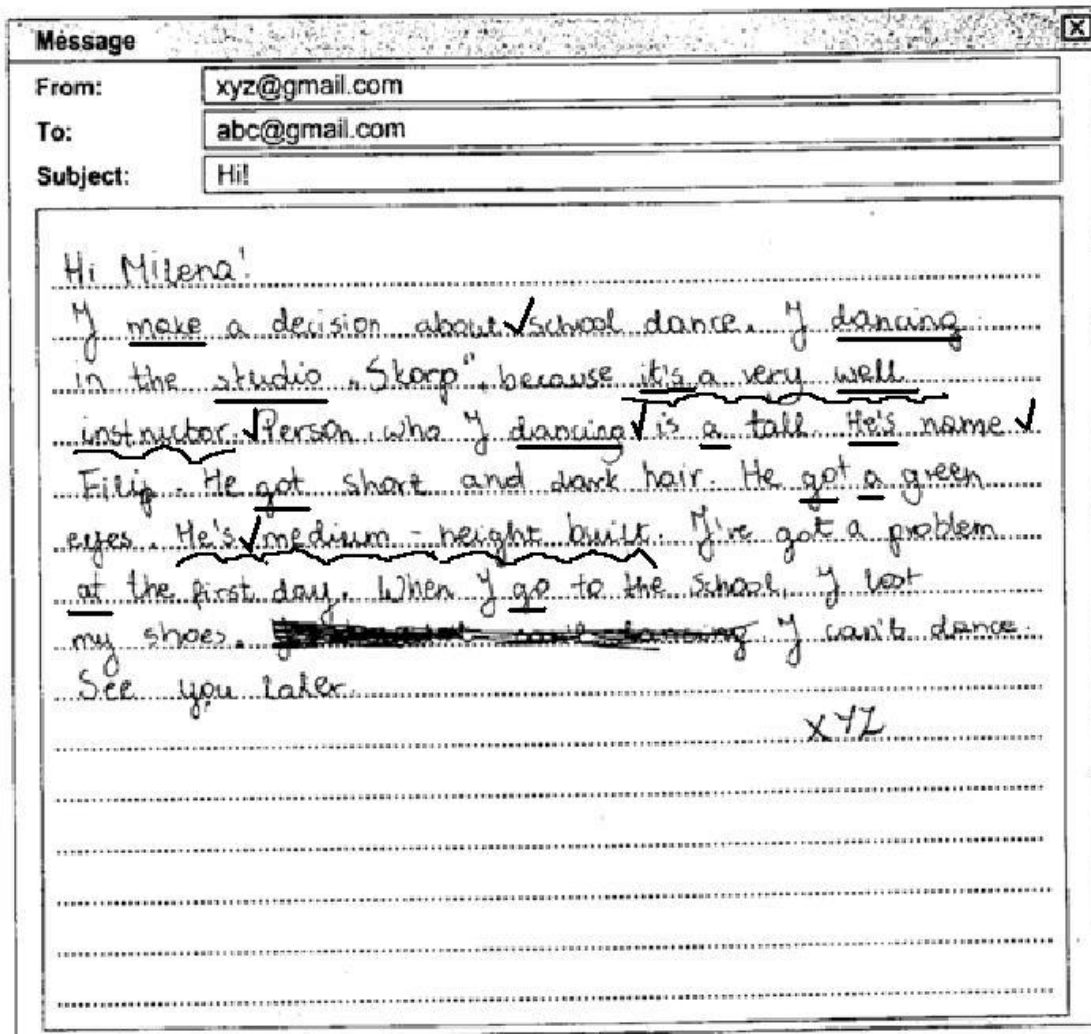 Message X
From: xyz@gmail.com
To: abc@gmail.com
Subject: Hi!
Hi Milena!
I make a decision about school dance. I dancing
in the studio „Skorp", because it's a very well
instructor. Person who I dancing is a tall. He's name
Filip. He got short and dark hair. He got a green
eyes. He's medium-height built. I've got a problem
at the first day. When I go to the school, I lost
my shoes. I can't dance.
See you later.
XYZ